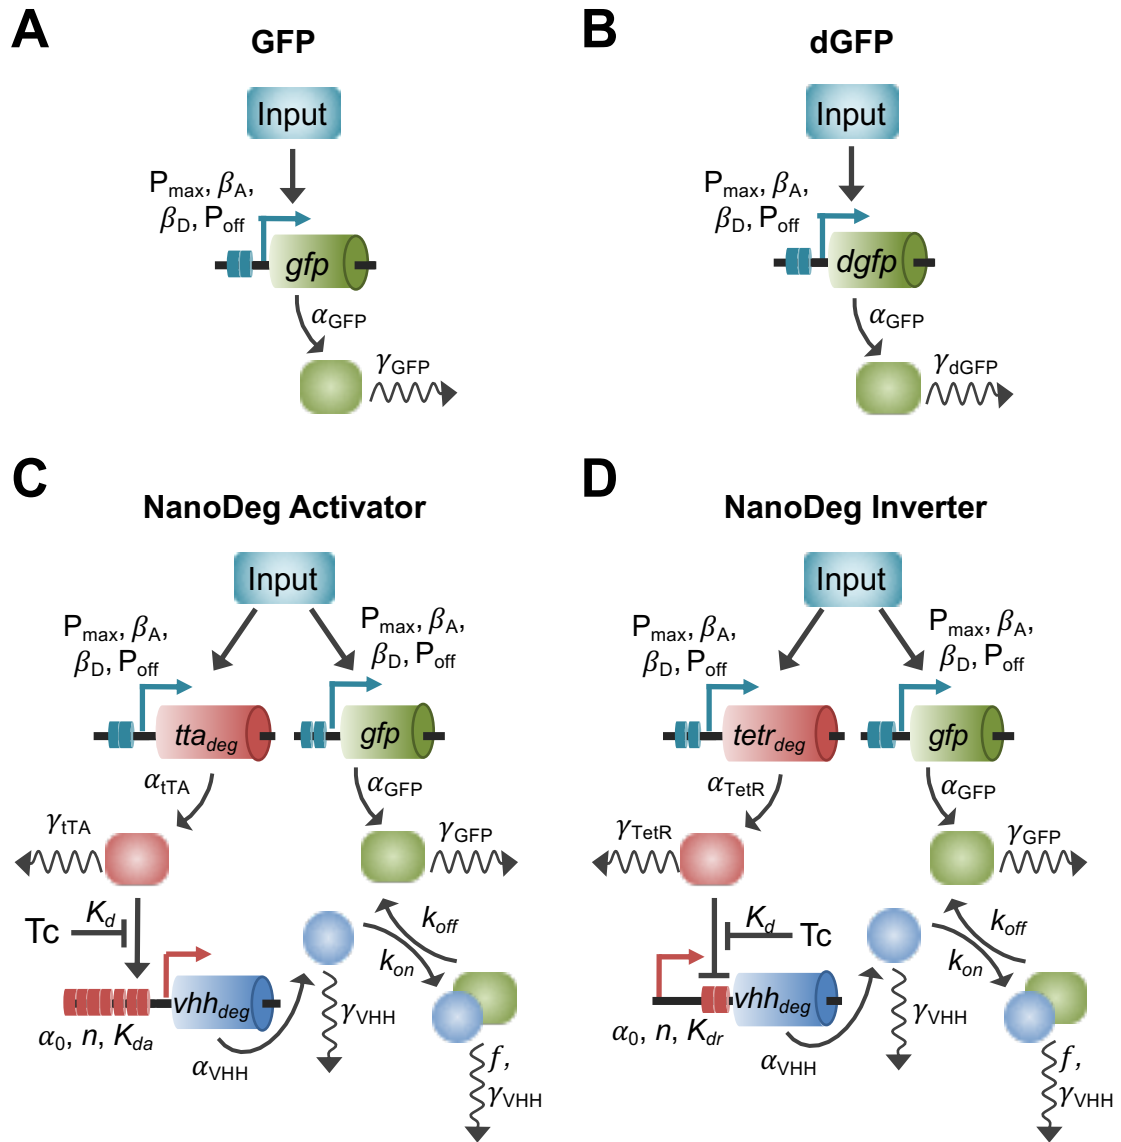 A
GFP
Input
Pmax, βA,
βD, Poff
gfp
αGFP
γGFP
B
dGFP
Input
Pmax, βA,
βD, Poff
dgfp
αGFP
γdGFP
C
NanoDeg Activator
Input
Pmax, βA,
βD, Poff
Pmax, βA,
βD, Poff
ttadeg
gfp
αtTA
αGFP
γtTA
γGFP
Kd
Tc
koff
kon
vhhdeg
α0, n, Kda
αVHH
γVHH
f,
γVHH
D
NanoDeg Inverter
Input
Pmax, βA,
βD, Poff
Pmax, βA,
βD, Poff
tetrdeg
gfp
αTetR
αGFP
γTetR
γGFP
Kd
Tc
koff
kon
vhhdeg
α0, n, Kdr
αVHH
γVHH
f,
γVHH